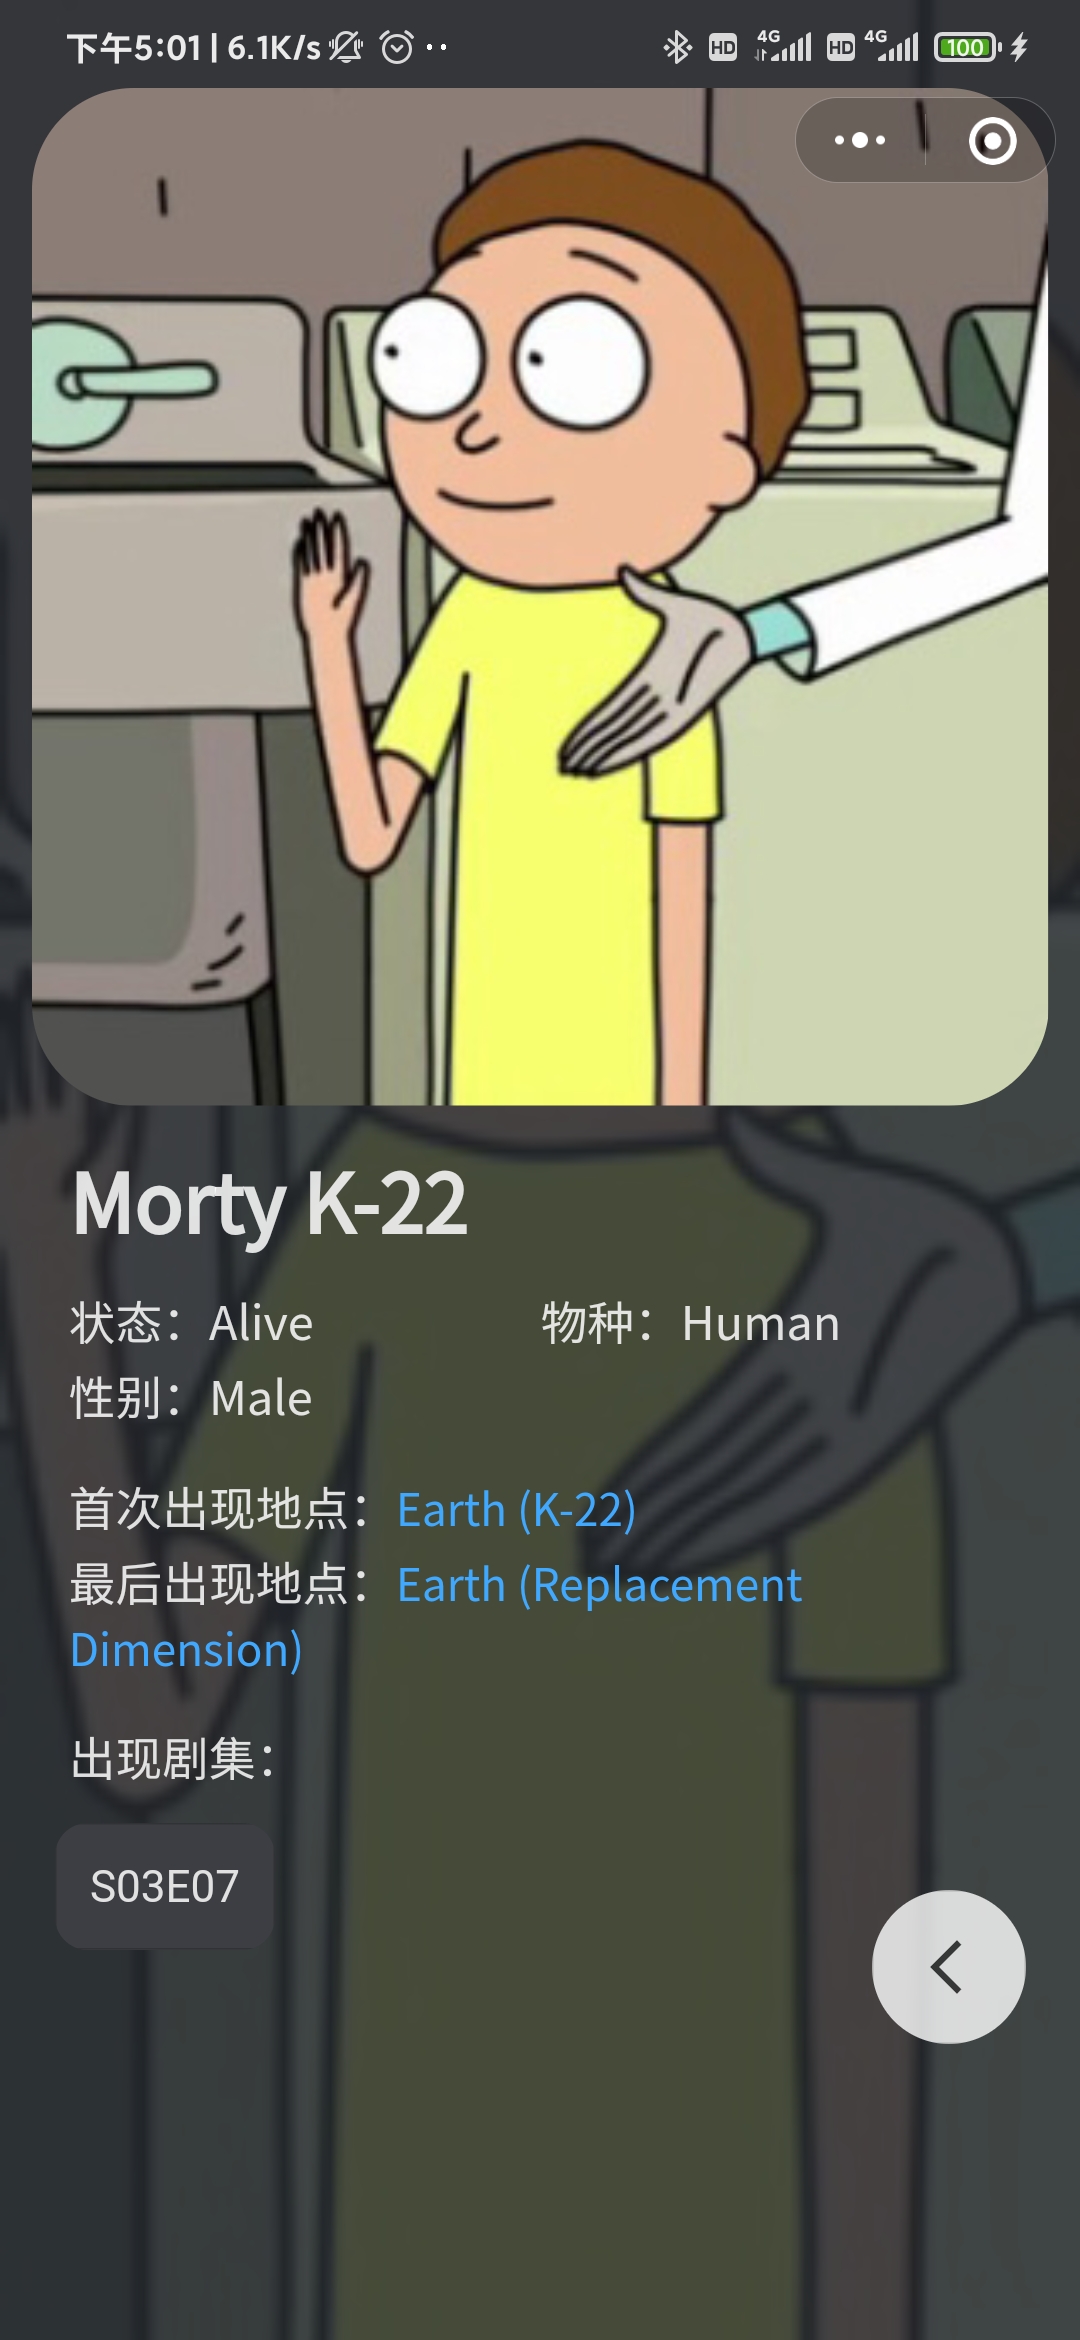 下午5:01 | 6.1K/s
HD 4G HD 4G 100
Morty K-22
状态：Alive
物种：Human
性别：Male
首次出现地点：Earth (K-22)
最后出现地点：Earth (Replacement
Dimension)
出现剧集：
S03E07